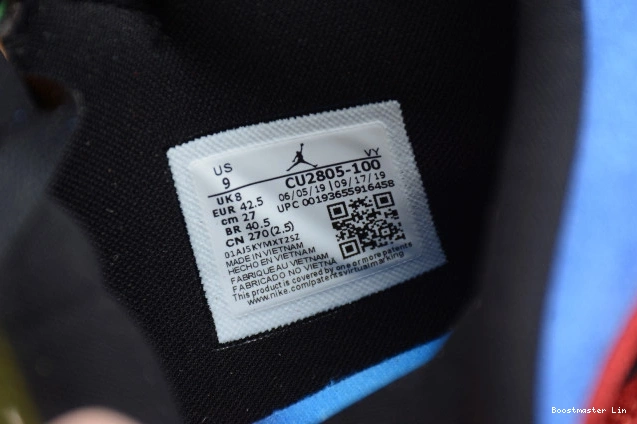 US
9
VY
UK8
CU2805-100
EUR 42.5
06/05/19 | 09/17/19
cm 27
UPC 00193655916458
BR 40.5
CN 270(2.5)
01AJ5KYMXT2SZ
MADE IN VIETNAM
HECHO EN VIETNAM
FABRIQUEAU VIETNAM
FABRICADO NO VIETNA
This product is covered by one or more patents
www.nike.com/patentsvirtualmarking
Boostmaster Lin